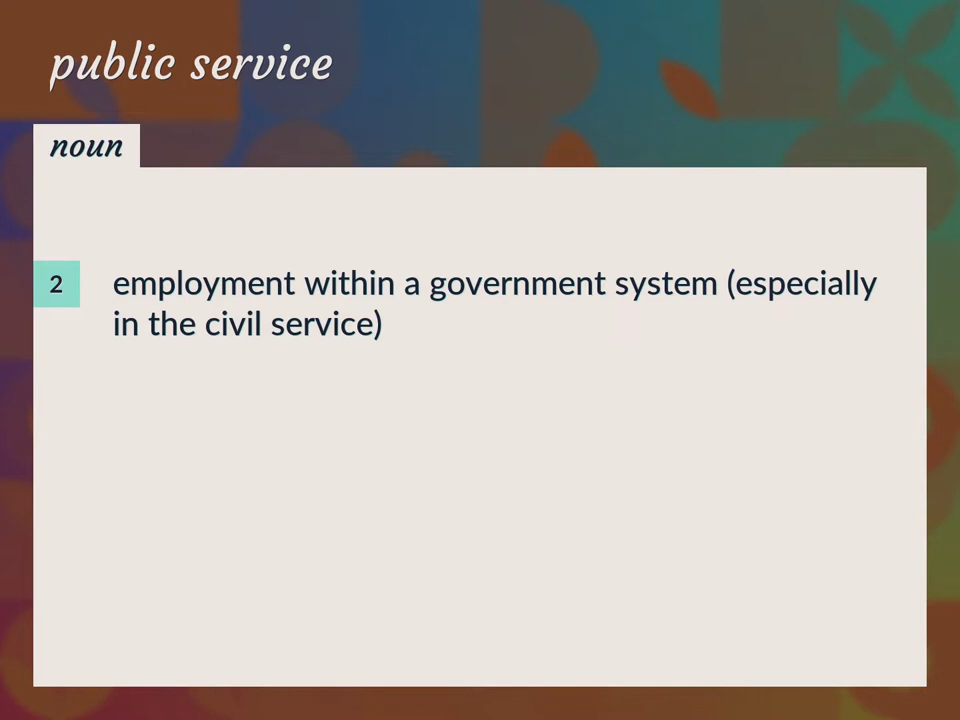 public service
noun
2 employment within a government system (especially
in the civil service)